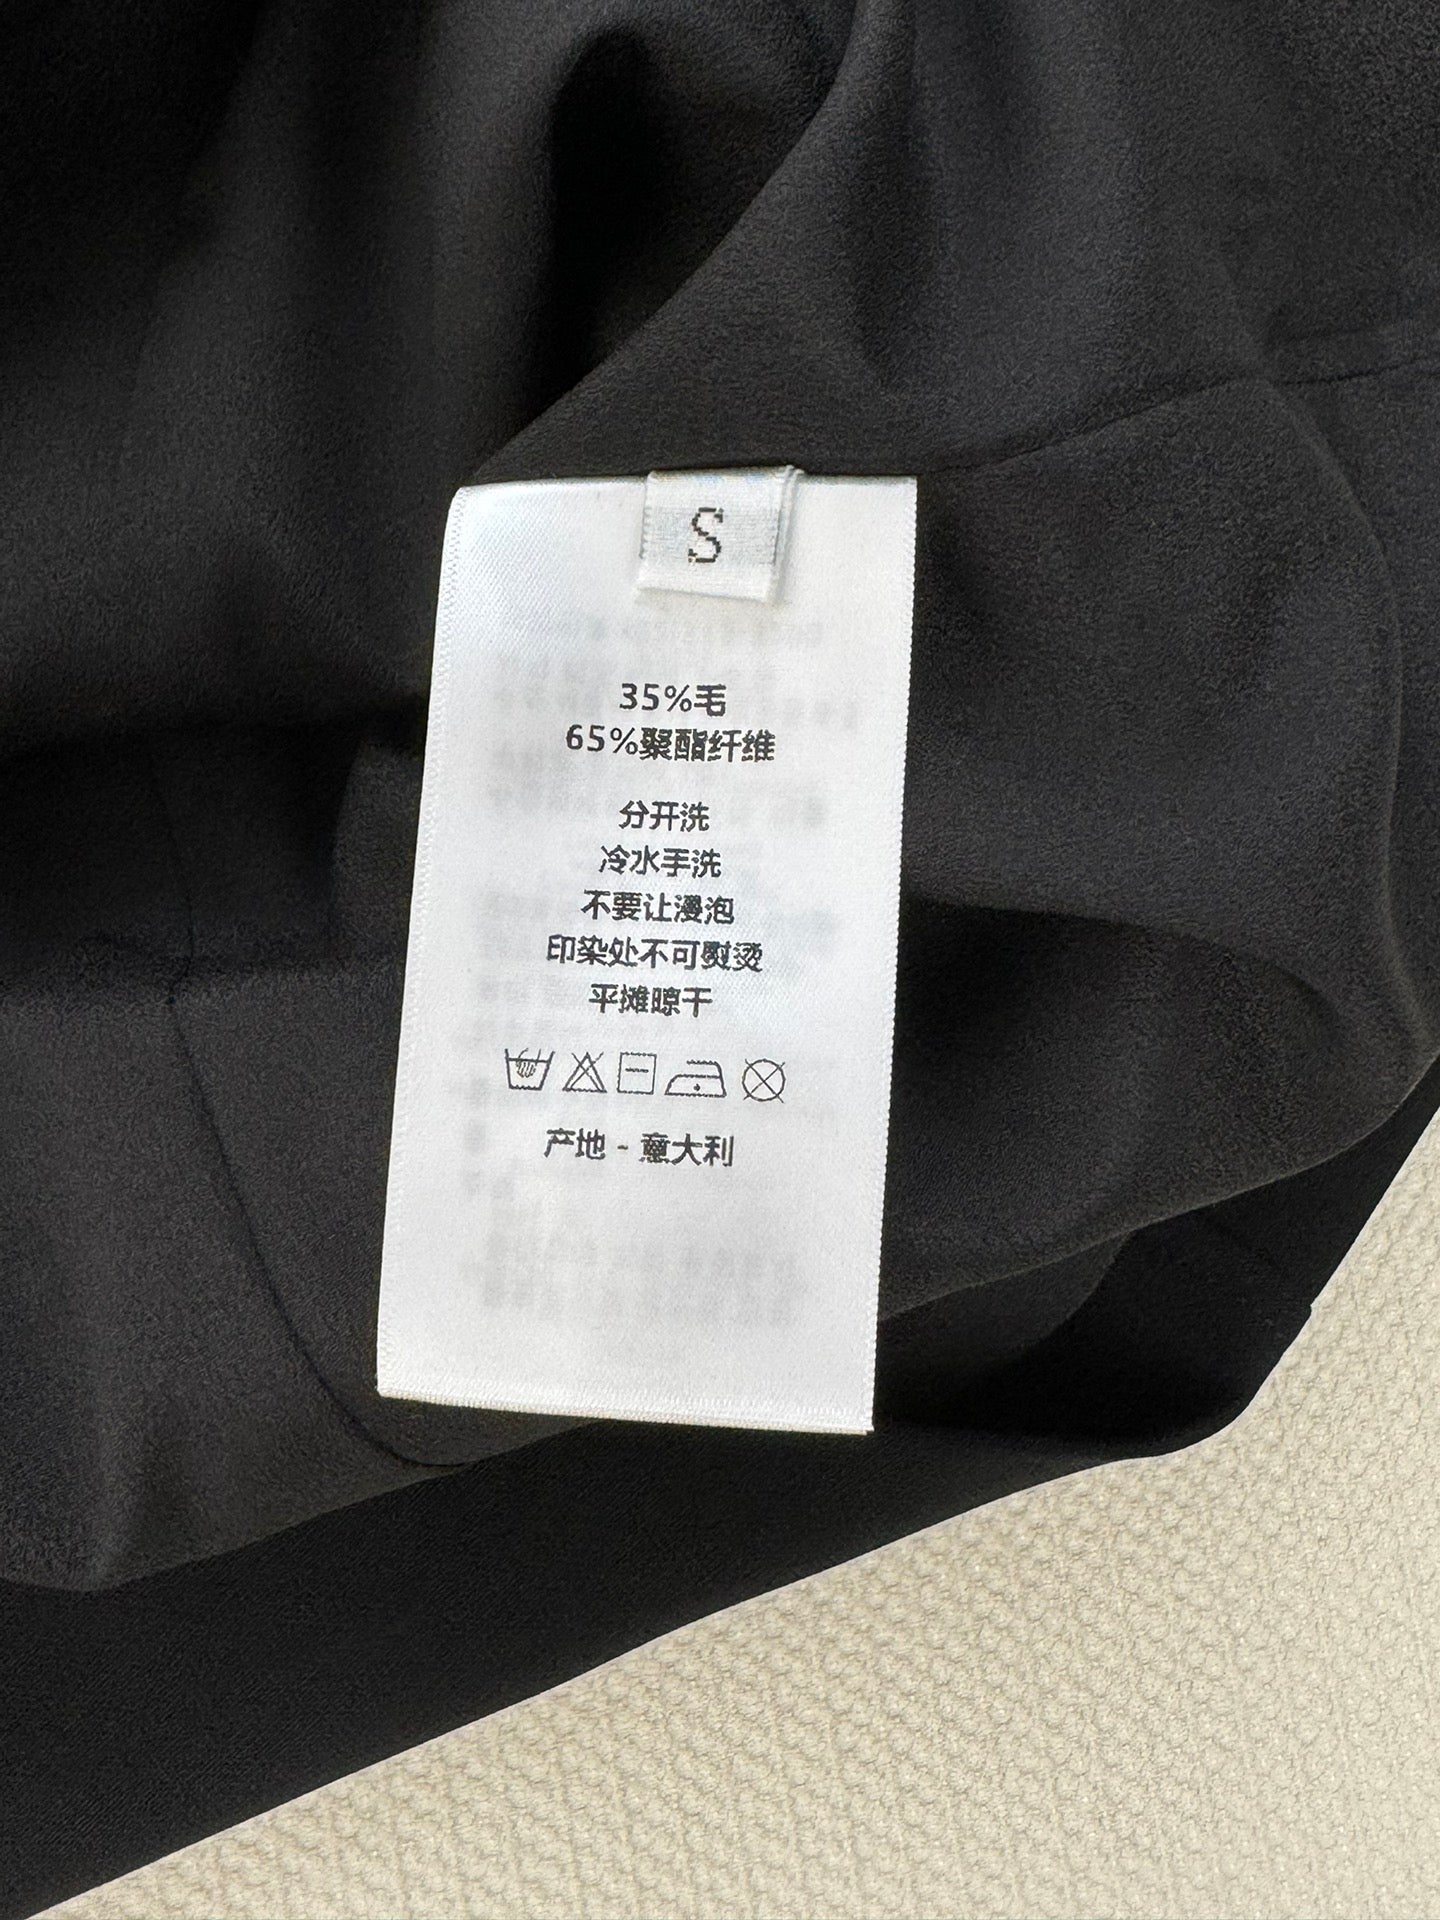 S
35%毛
65%聚酯纤维
分开洗
冷水手洗
不要让浸泡
印染处不可熨烫
平摊晾干
产地 - 意大利